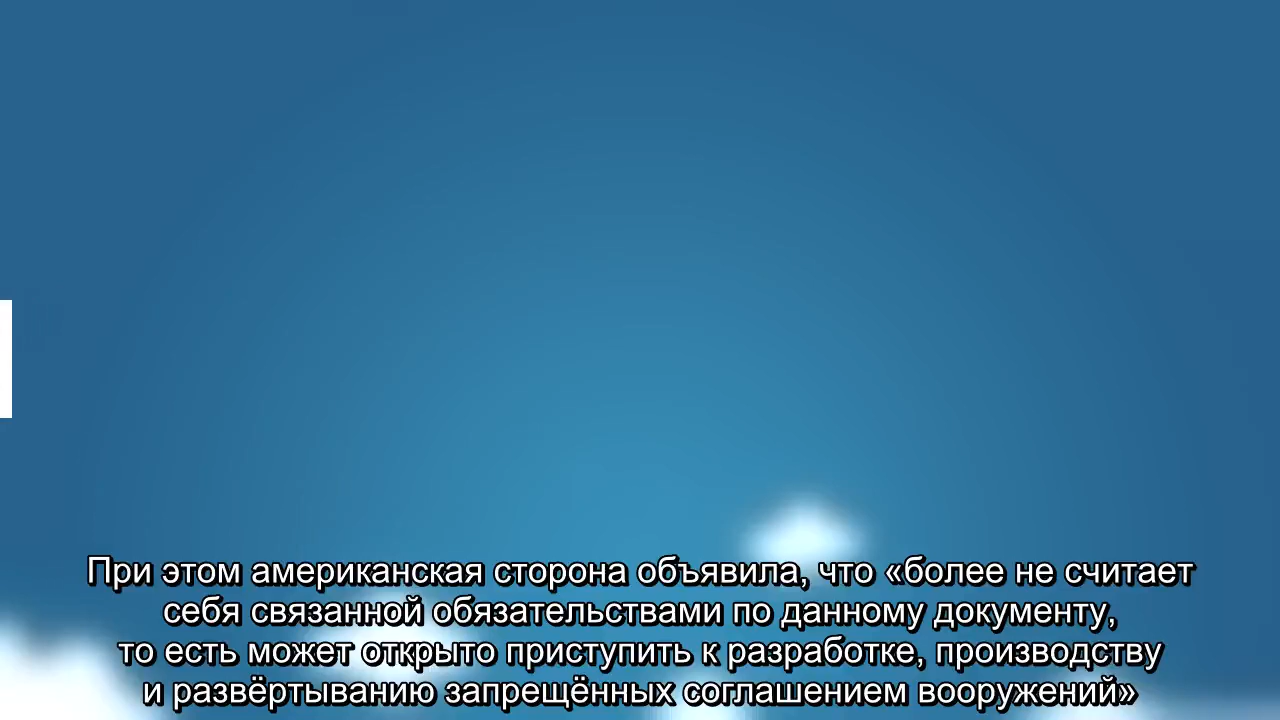 При этом американская сторона объявила, что «более не считает
себя связанной обязательствами по данному документу,
то есть может открыто приступить к разработке, производству
и развёртыванию запрещённых соглашением вооружений»